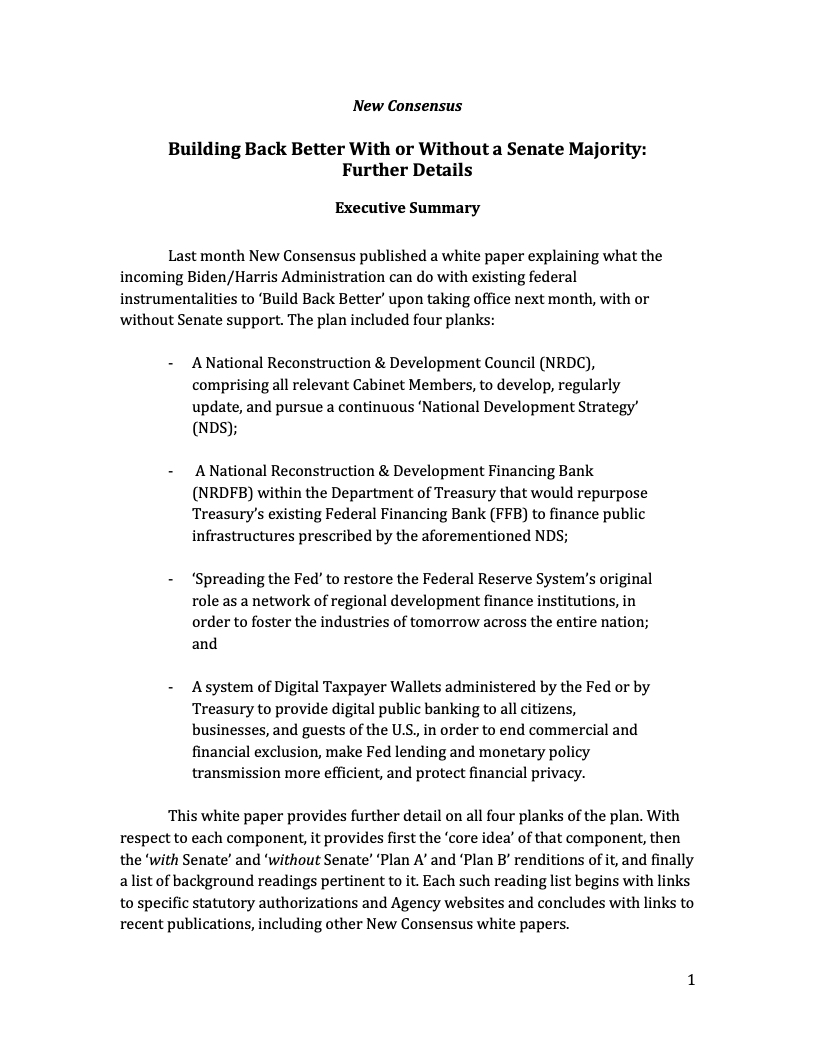 New Consensus
Building Back Better With or Without a Senate Majority:
Further Details
Executive Summary
Last month New Consensus published a white paper explaining what the
incoming Biden/Harris Administration can do with existing federal
instrumentalities to ‘Build Back Better’ upon taking office next month, with or
without Senate support. The plan included four planks:
- A National Reconstruction & Development Council (NRDC),
comprising all relevant Cabinet Members, to develop, regularly
update, and pursue a continuous ‘National Development Strategy’
(NDS);
- A National Reconstruction & Development Financing Bank
(NRDFB) within the Department of Treasury that would repurpose
Treasury’s existing Federal Financing Bank (FFB) to finance public
infrastructures prescribed by the aforementioned NDS;
- ‘Spreading the Fed’ to restore the Federal Reserve System’s original
role as a network of regional development finance institutions, in
order to foster the industries of tomorrow across the entire nation;
and
- A system of Digital Taxpayer Wallets administered by the Fed or by
Treasury to provide digital public banking to all citizens,
businesses, and guests of the U.S., in order to end commercial and
financial exclusion, make Fed lending and monetary policy
transmission more efficient, and protect financial privacy.
This white paper provides further detail on all four planks of the plan. With
respect to each component, it provides first the ‘core idea’ of that component, then
the ‘with Senate’ and ‘without Senate’ ‘Plan A’ and ‘Plan B’ renditions of it, and finally
a list of background readings pertinent to it. Each such reading list begins with links
to specific statutory authorizations and Agency websites and concludes with links to
recent publications, including other New Consensus white papers.
1